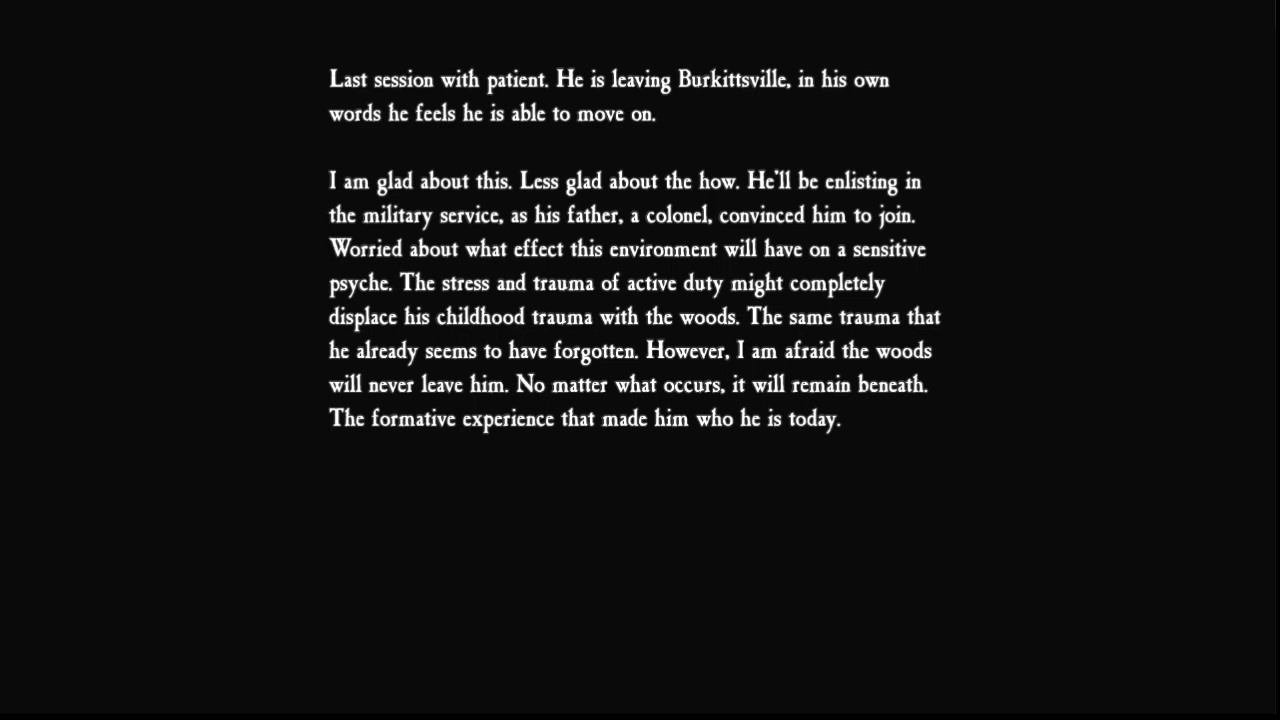 Last session with patient. He is leaving Burkittsville, in his own
words he feels he is able to move on.
I am glad about this. Less glad about the how. He'll be enlisting in
the military service, as his father, a colonel, convinced him to join.
Worried about what effect this environment will have on a sensitive
psyche. The stress and trauma of active duty might completely
displace his childhood trauma with the woods. The same trauma that
he already seems to have forgotten. However, I am afraid the woods
will never leave him. No matter what occurs, it will remain beneath.
The formative experience that made him who he is today.